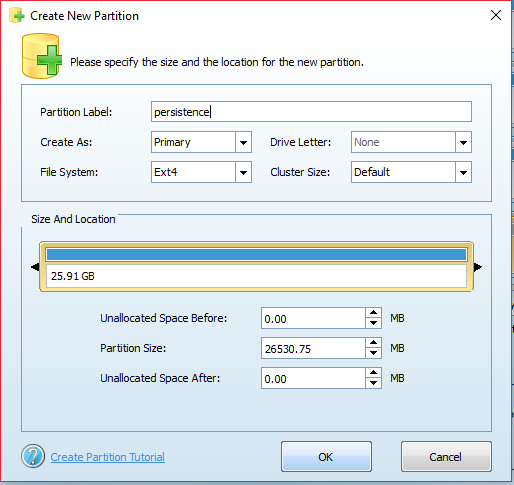 Create New Partition
Please specify the size and the location for the new partition.
Partition Label: persistence
Create As: Primary Drive Letter: None
File System: Ext4 Cluster Size: Default
Size And Location
25.91 GB
Unallocated Space Before: 0.00 MB
Partition Size: 26530.75 MB
Unallocated Space After: 0.00 MB
? Create Partition Tutorial OK Cancel